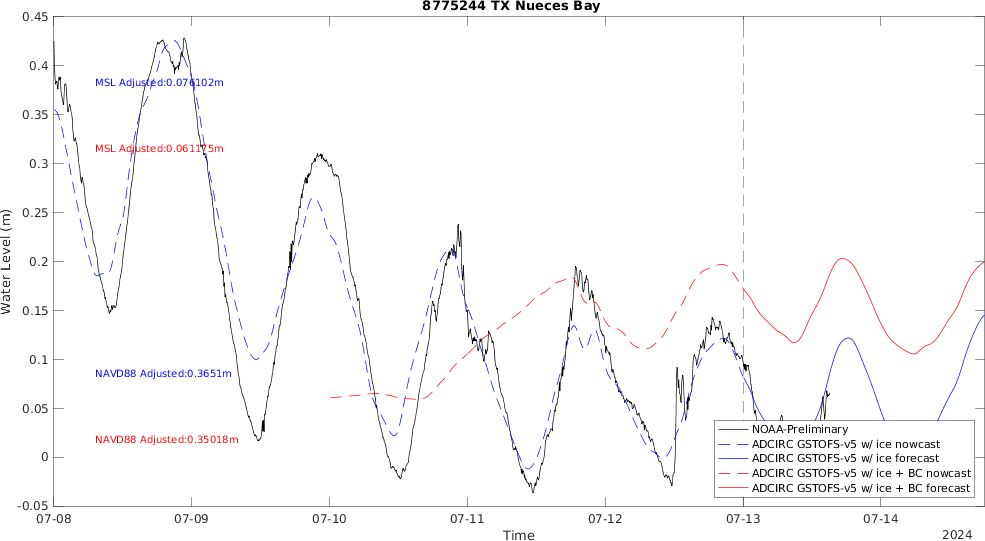 8775244 TX Nueces Bay
0.45
0.4
0.35
0.3
0.25
0.2
0.15
0.1
0.05
0
-0.05
Water Level (m)
MSL Adjusted:0.076102m
MSL Adjusted:0.061175m
NAVD88 Adjusted:0.3651m
NAVD88 Adjusted:0.35018m
NOAA-Preliminary
ADCIRC GSTOFS-v5 w/ ice nowcast
ADCIRC GSTOFS-v5 w/ ice forecast
ADCIRC GSTOFS-v5 w/ ice + BC nowcast
ADCIRC GSTOFS-v5 w/ ice + BC forecast
07-08 07-09 07-10 07-11 07-12 07-13 07-14
Time
2024